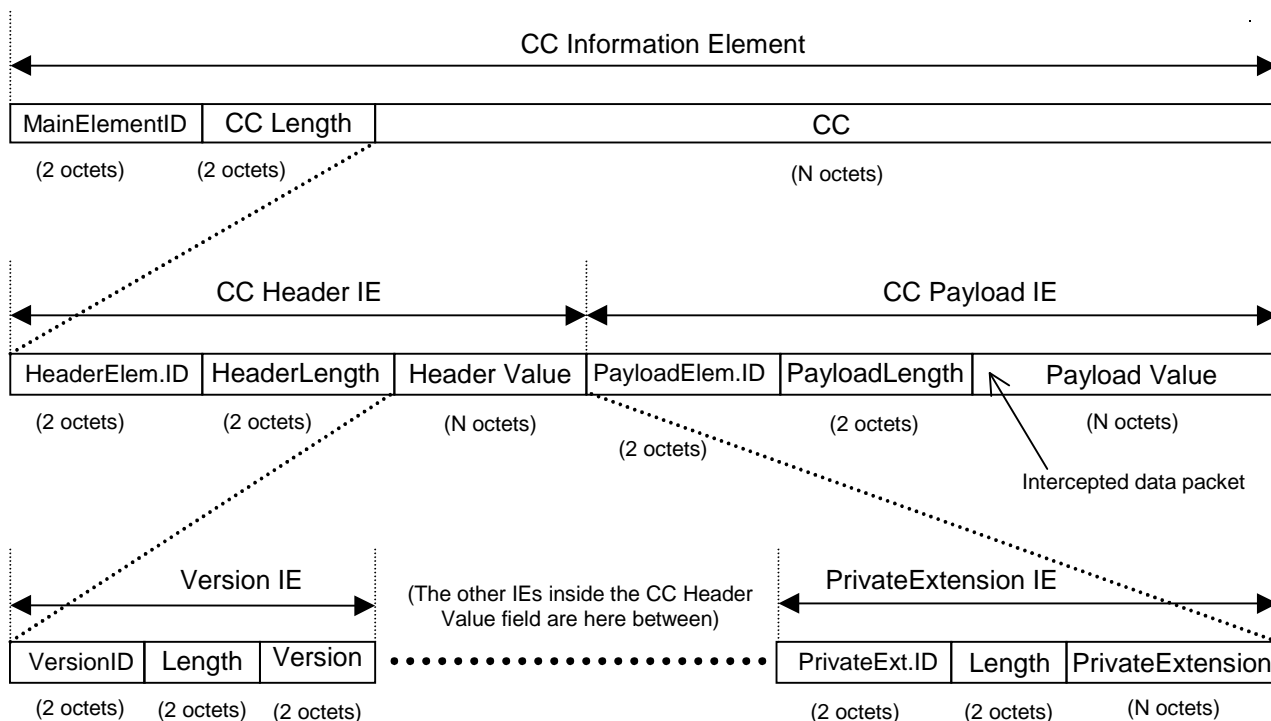 CC Information Element
MainElementID CC Length CC
(2 octets) (2 octets) (N octets)
CC Header IE CC Payload IE
HeaderElem.ID HeaderLength Header Value PayloadElem.ID PayloadLength Payload Value
(2 octets) (2 octets) (N octets) (2 octets) (2 octets) (N octets)
Intercepted data packet
Version IE (The other IEs inside the CC Header PrivateExtension IE
Value field are here between)
VersionID Length Version PrivateExt.ID Length PrivateExtension
(2 octets) (2 octets) (2 octets) (2 octets) (2 octets) (N octets)